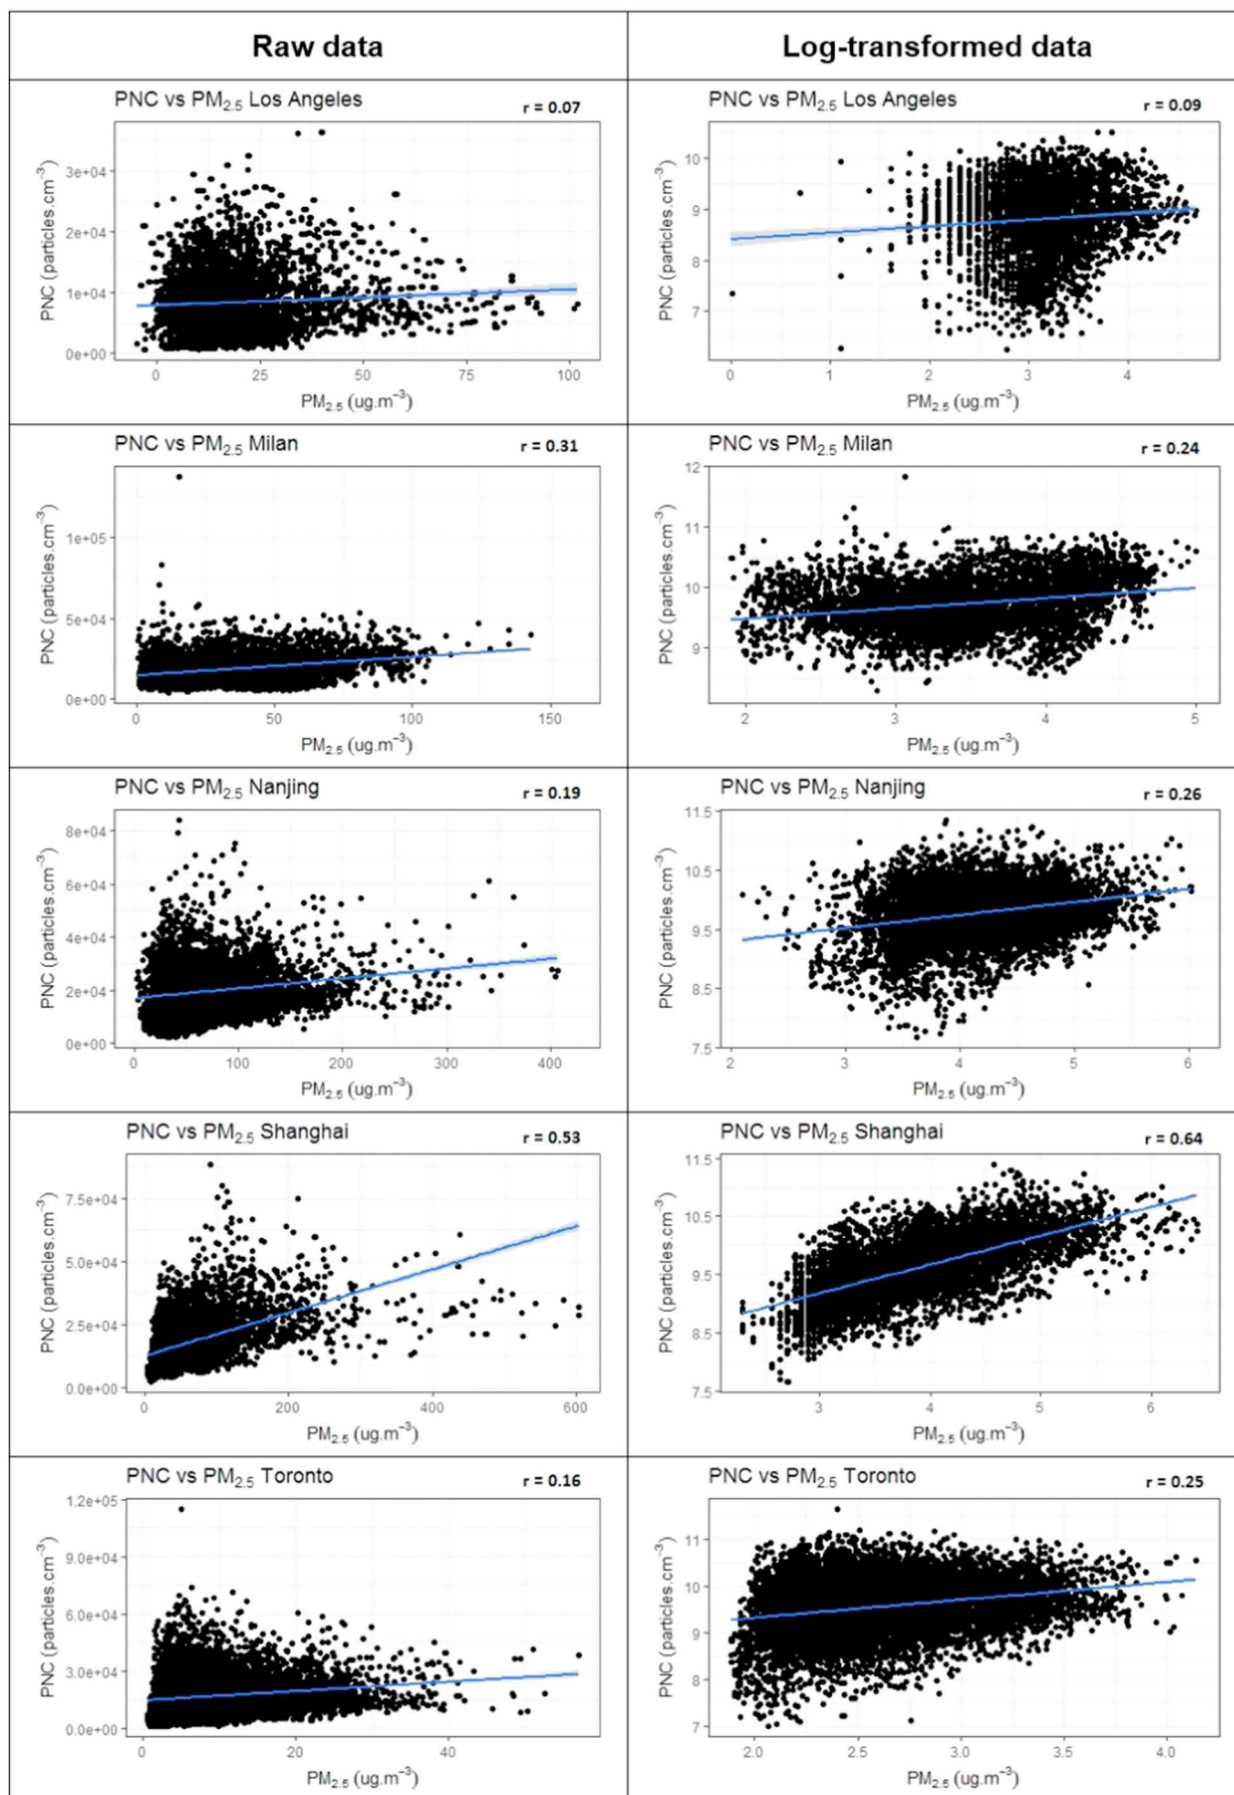 Raw data
Log-transformed data
PNC vs PM2.5 Los Angeles
r = 0.07
3e+04
2e+04
1e+04
0e+00
PNC (particles.cm−3)
0 25 50 75 100
PM2.5 (ug.m−3)
PNC vs PM2.5 Los Angeles
r = 0.09
10
9
8
7
PNC (particles.cm−3)
0 1 2 3 4
PM2.5 (ug.m−3)
PNC vs PM2.5 Milan
r = 0.31
1e+05
5e+04
0e+00
PNC (particles.cm−3)
0 50 100 150
PM2.5 (ug.m−3)
PNC vs PM2.5 Milan
r = 0.24
12
11
10
9
PNC (particles.cm−3)
2 3 4 5
PM2.5 (ug.m−3)
PNC vs PM2.5 Nanjing
r = 0.19
8e+04
6e+04
4e+04
2e+04
0e+00
PNC (particles.cm−3)
0 100 200 300 400
PM2.5 (ug.m−3)
PNC vs PM2.5 Nanjing
r = 0.26
11.5
10.5
9.5
8.5
7.5
PNC (particles.cm−3)
2 3 4 5 6
PM2.5 (ug.m−3)
PNC vs PM2.5 Shanghai
r = 0.53
7.5e+04
5.0e+04
2.5e+04
0.0e+00
PNC (particles.cm−3)
0 200 400 600
PM2.5 (ug.m−3)
PNC vs PM2.5 Shanghai
r = 0.64
11.5
10.5
9.5
8.5
7.5
PNC (particles.cm−3)
3 4 5 6
PM2.5 (ug.m−3)
PNC vs PM2.5 Toronto
r = 0.16
1.2e+05
9.0e+04
6.0e+04
3.0e+04
0.0e+00
PNC (particles.cm−3)
0 20 40
PM2.5 (ug.m−3)
PNC vs PM2.5 Toronto
r = 0.25
11
10
9
8
7
PNC (particles.cm−3)
2.0 2.5 3.0 3.5 4.0
PM2.5 (ug.m−3)